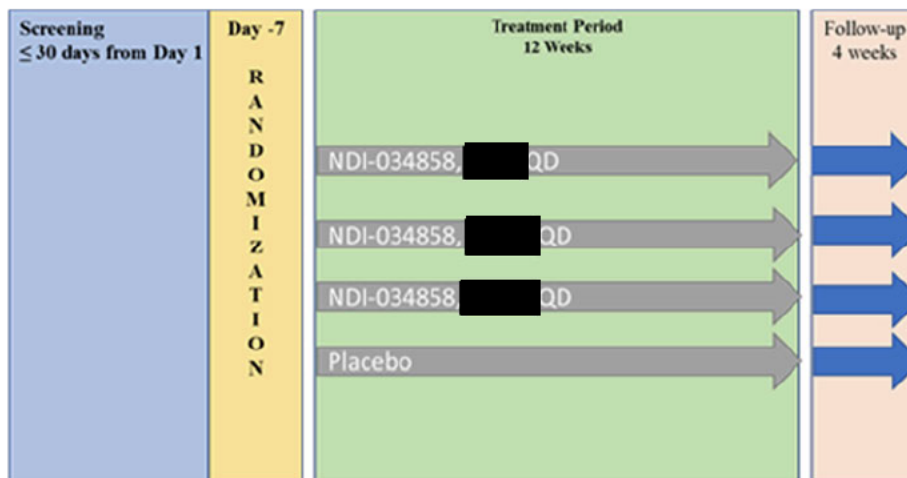 Screening
≤ 30 days from Day 1
Day -7
R
A
N
D
O
M
I
Z
A
T
I
O
N
Treatment Period
12 Weeks
NDI-034858, QD
NDI-034858, QD
NDI-034858, QD
Placebo
Follow-up
4 weeks